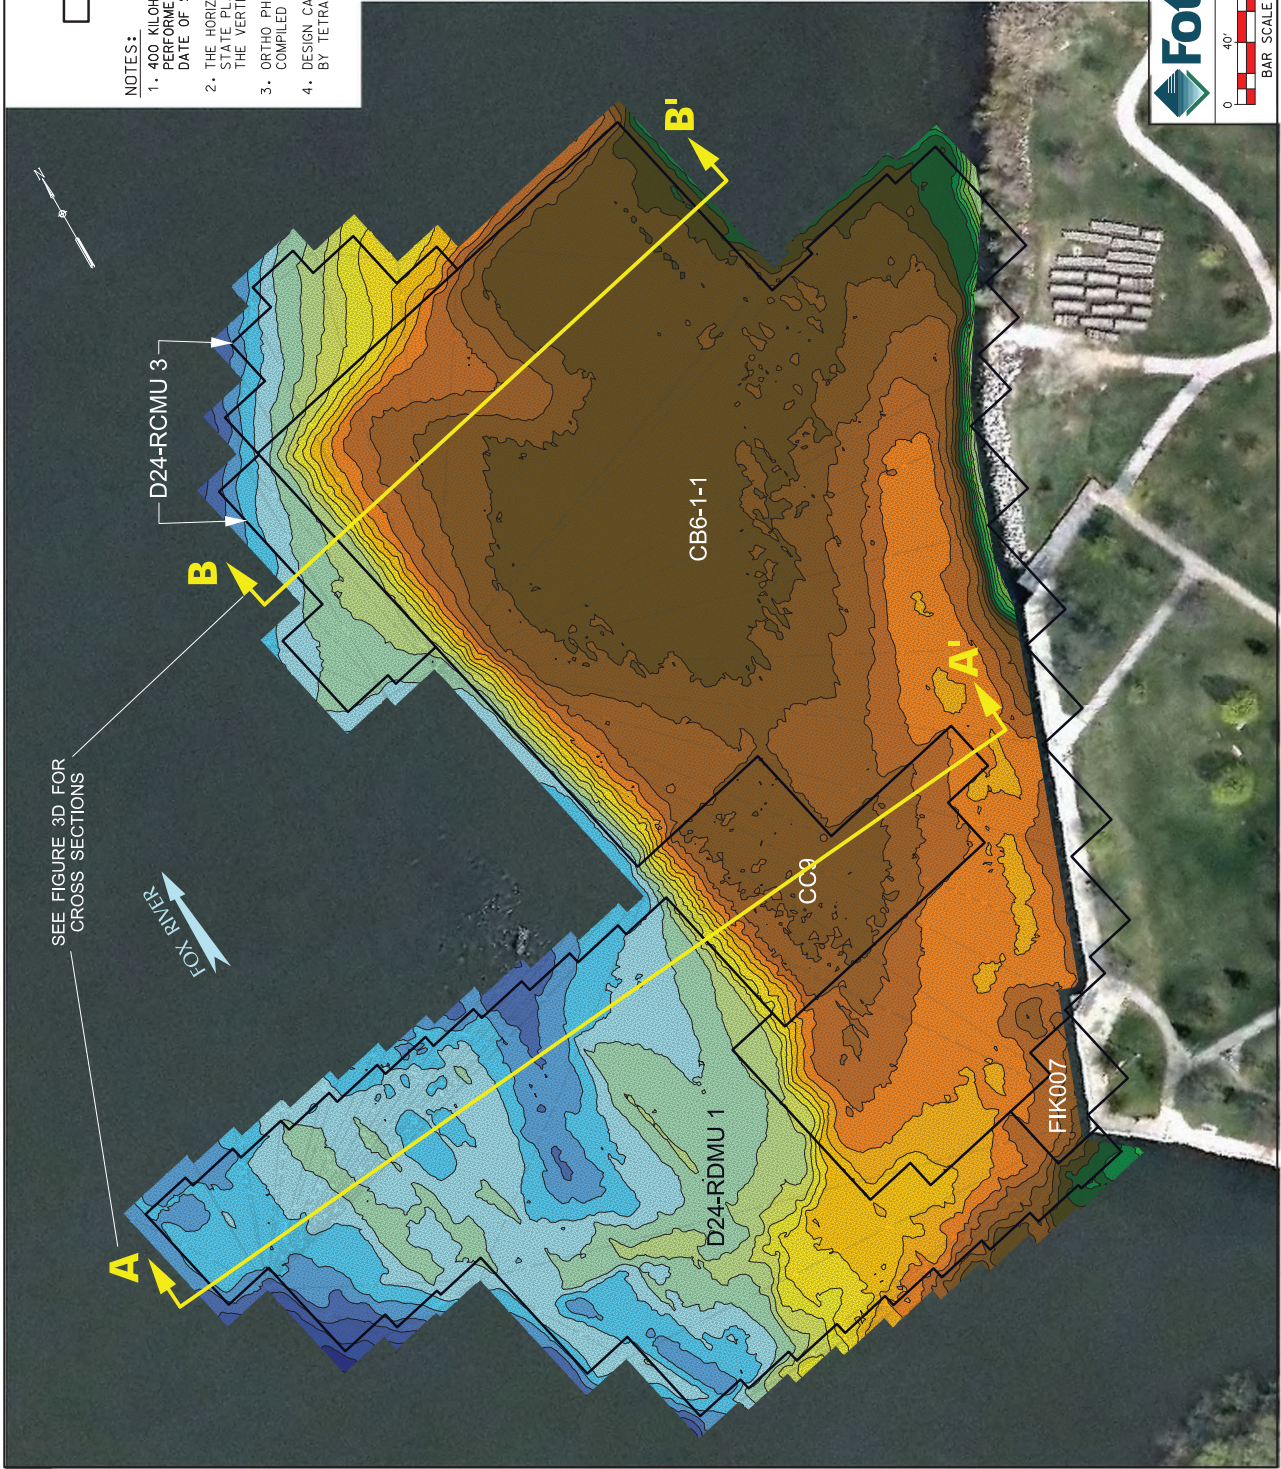 NOTES:
1. 400 KILOH
PERFORME
DATE OF
2. THE HORIZ
STATE PL
THE VERTI
3. ORTHO PH
COMPILED
4. DESIGN CA
BY TETRA
N
Fot
0 40'
BAR SCALE
SEE FIGURE 3D FOR
CROSS SECTIONS
FOX RIVER
D24-RCMU 3
B
B'
A
A'
CB6-1-1
CC9
D24-RDMU 1
FIK007